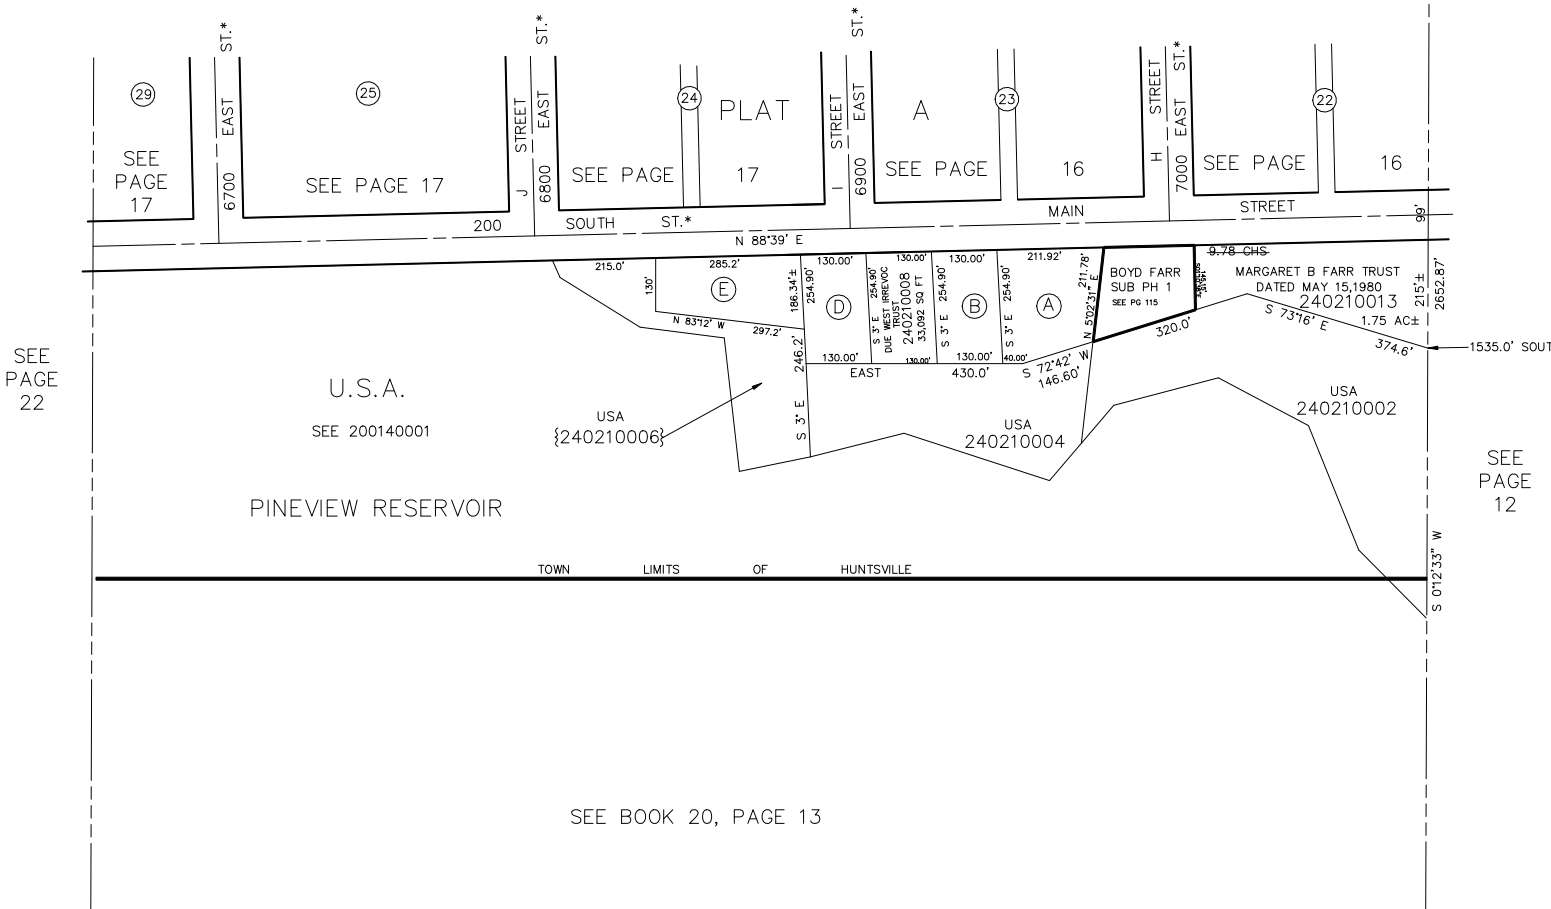 ST.*
ST.*
ST.*
ST.*
29
25
24
23
22
PLAT
A
6700 EAST
J STREET
6800 EAST
I STREET
6900 EAST
H STREET
7000 EAST
SEE
PAGE
17
SEE PAGE 17
SEE PAGE 17
SEE PAGE 16
SEE PAGE 16
200 SOUTH ST.*
MAIN STREET
99'
N 88°39' E
215.0'
285.2'
130.00'
130.00'
130.00'
211.92'
9.78 CHS
130'
E
186.34'±
254.90'
D
S 3° E 254.90'
DUE WEST IRREVOC
TRUST
240210008
33,092 SQ FT
S 3° E 254.90'
B
S 3° E 254.90'
A
211.78'
N 5°02'31" E
BOYD FARR
SUB PH 1
SEE PG 115
MARGARET B FARR TRUST
DATED MAY 15,1980
240210013
1.75 AC±
215'±
2652.87'
N 83°12' W
297.2'
246.2'
S 3° E
130.00'
130.00'
130.00'
40.00'
EAST 430.0'
S 72°42' W
146.60'
320.0'
S 73°16' E
374.6'
1535.0' SOUT
SEE
PAGE
22
U.S.A.
SEE 200140001
USA
{240210006}
USA
240210004
USA
240210002
SEE
PAGE
12
PINEVIEW RESERVOIR
TOWN LIMITS OF HUNTSVILLE
S 0°12'33" W
SEE BOOK 20, PAGE 13